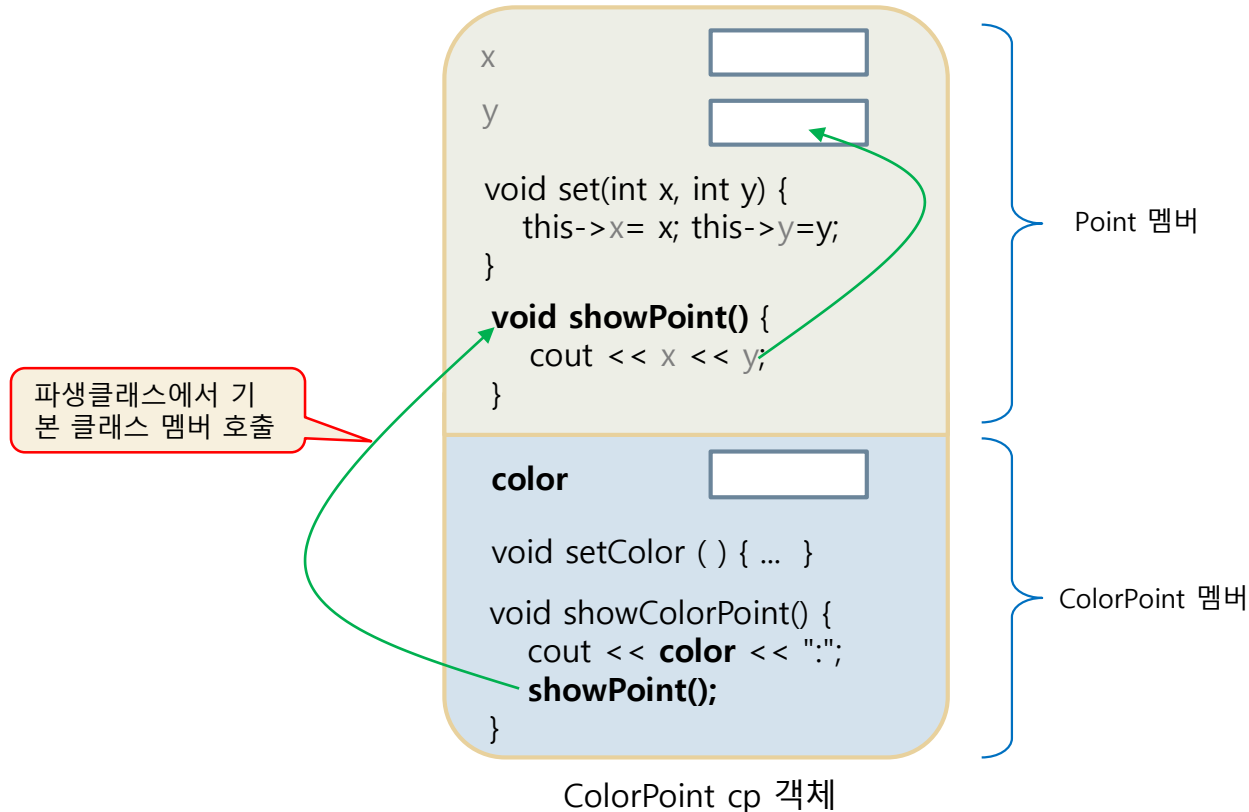 x
y
void set(int x, int y) {
this->x= x; this->y=y;
}
Point 멤버
void showPoint() {
cout << x << y;
}
파생클래스에서 기
본 클래스 멤버 호출
color
void setColor ( ) { ... }
void showColorPoint() {
cout << color << ":";
showPoint();
}
ColorPoint 멤버
ColorPoint cp 객체